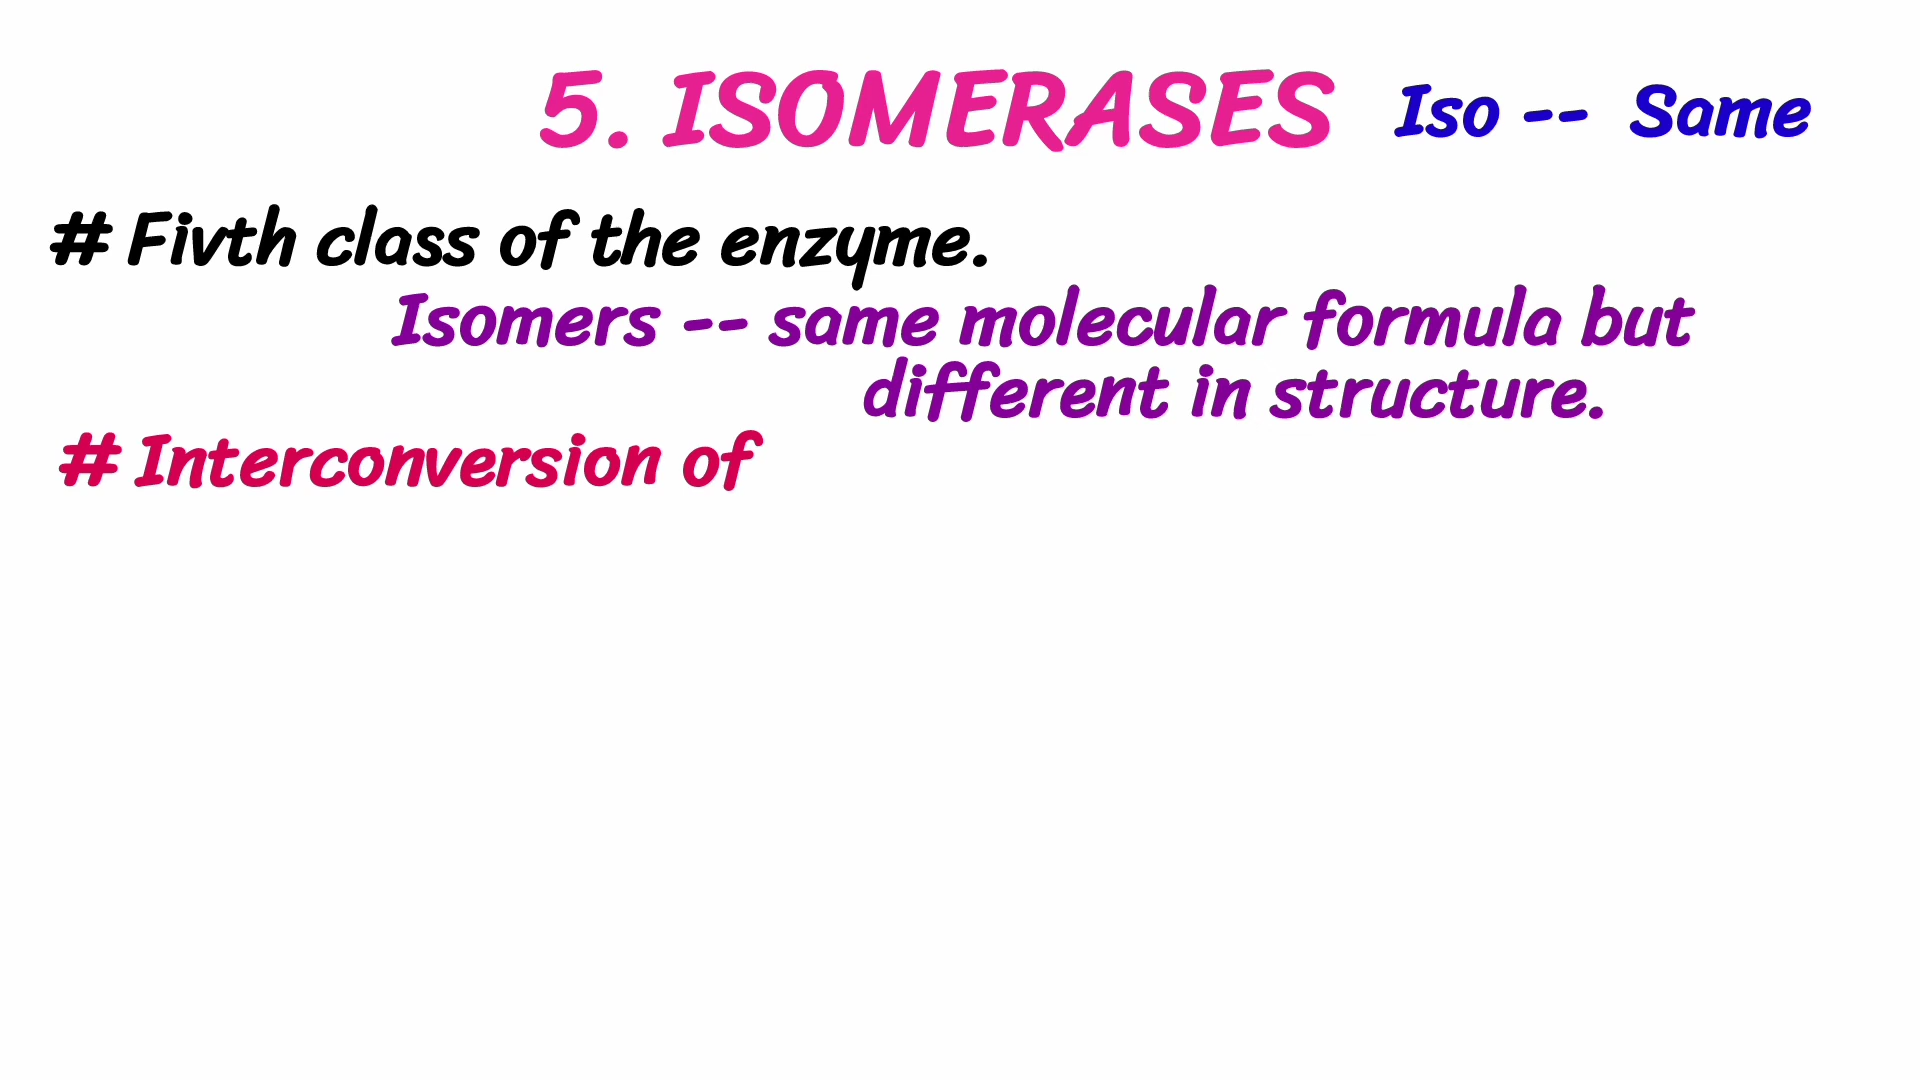 5. ISOMERASES Iso -- Same
# Fivth class of the enzyme.
Isomers -- same molecular formula but
different in structure.
# Interconversion of